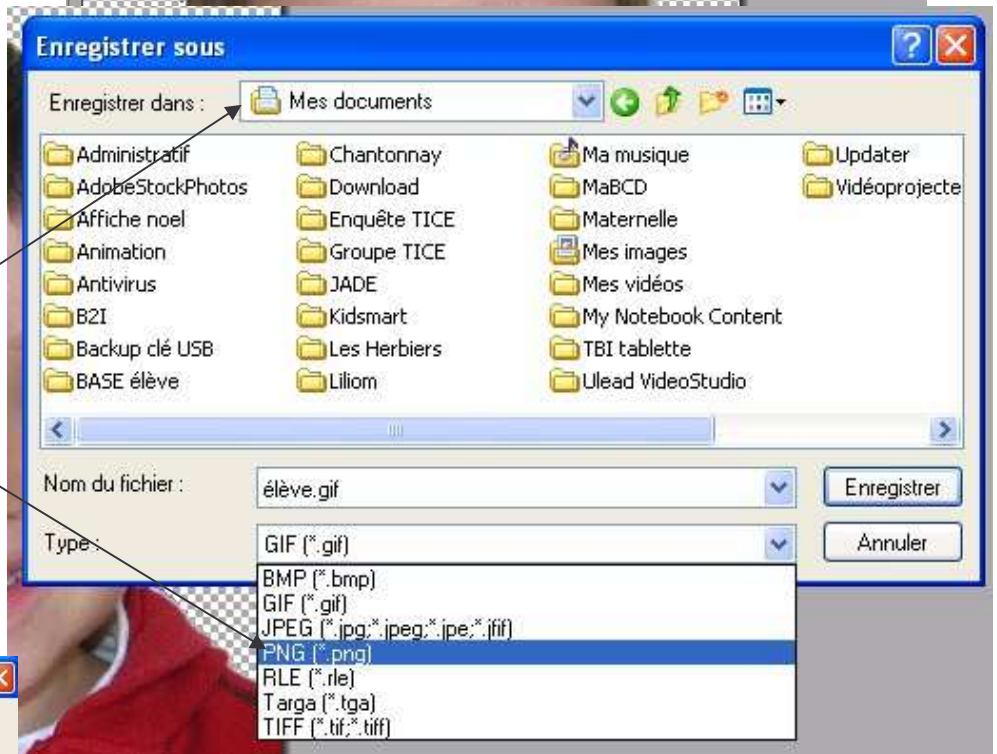 Enregistrer sous
Enregistrer dans : Mes documents
Administratif Chantonnay Ma musique Updater
AdobeStockPhotos Download MaBCD Vidéoprojecte
Affiche noel Enquête TICE Maternelle
Animation Groupe TICE Mes images
Antivirus JADE Mes vidéos
B2I Kidsmart My Notebook Content
Backup clé USB Les Herbiers TBI tablette
BASE élève Liliom Ulead VideoStudio
Nom du fichier : élève.gif Enregistrer
Type : GIF (*.gif) Annuler
BMP (*.bmp)
GIF (*.gif)
JPEG (*.jpg;*.jpeg;*.jpe;*.jfif)
PNG (*.png)
RLE (*.rle)
Targa (*.tga)
TIFF (*.tif;*.tiff)